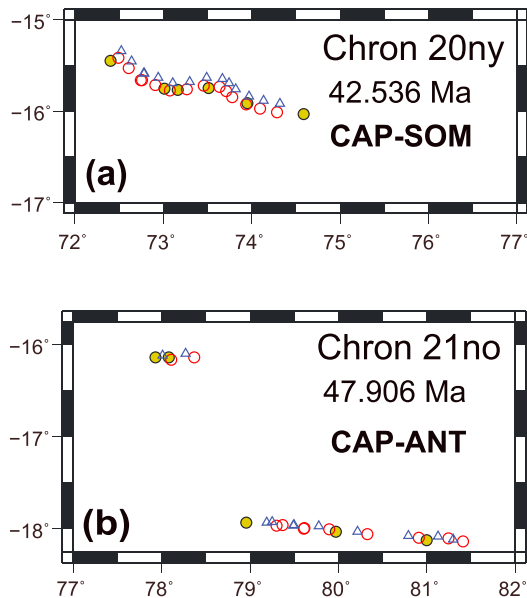 −15°
Chron 20ny
42.536 Ma
−16°
CAP-SOM
(a)
−17°
72° 73° 74° 75° 76° 77°
−16°
Chron 21no
47.906 Ma
−17°
CAP-ANT
(b)
−18°
77° 78° 79° 80° 81° 82°